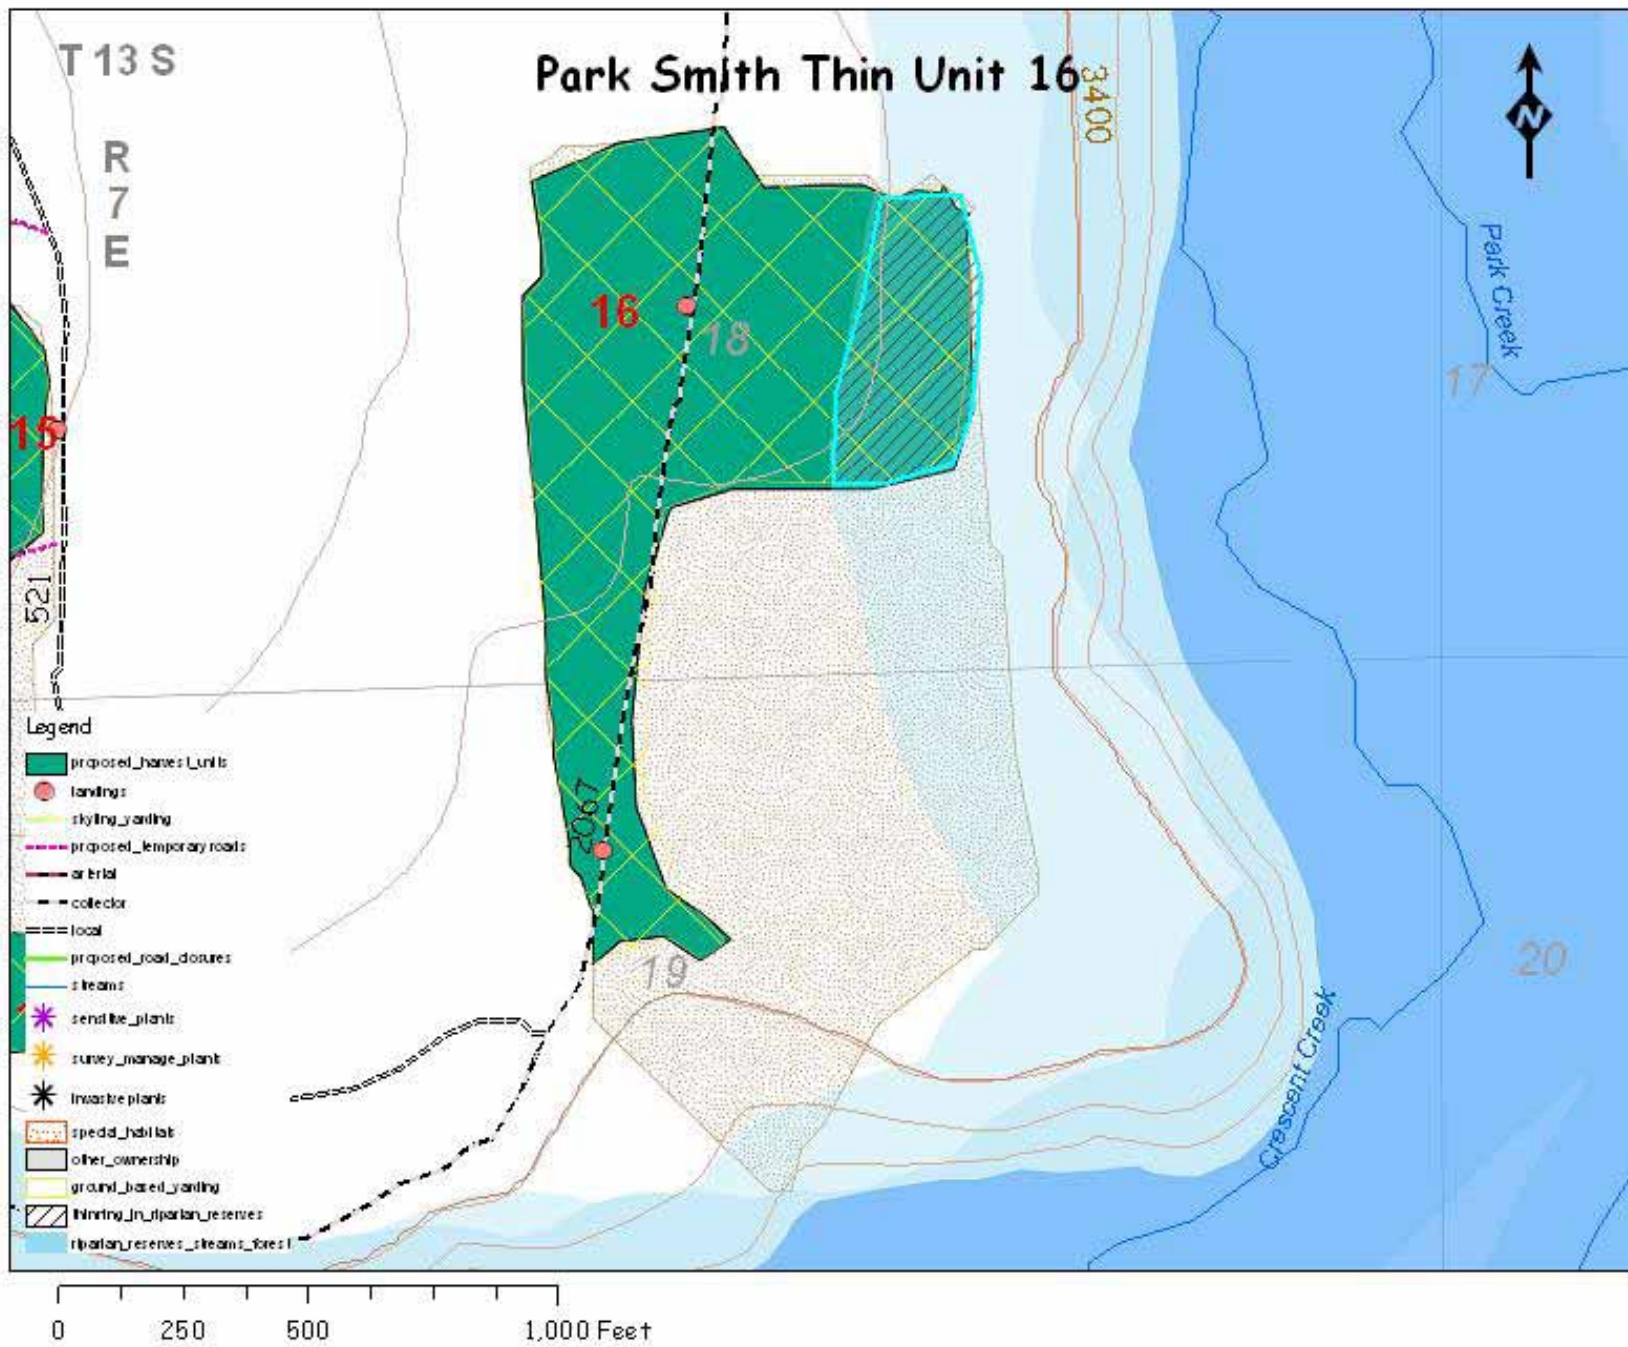 T 13 S
Park Smith Thin Unit 16
R
7
E
3400
N
Park Creek
16
18
17
15
521
2067
19
20
Crescent Creek
Legend
proposed_harvest_units
landings
skyling_yarding
proposed_temporary roads
arterial
collector
local
proposed_road_closures
streams
sensitive_plants
survey_manage_plants
invasive plants
special_habitats
other_ownership
ground_based_yarding
thinning_in_riparian_reserves
riparian_reserves_streams_forest
0 250 500 1,000 Feet